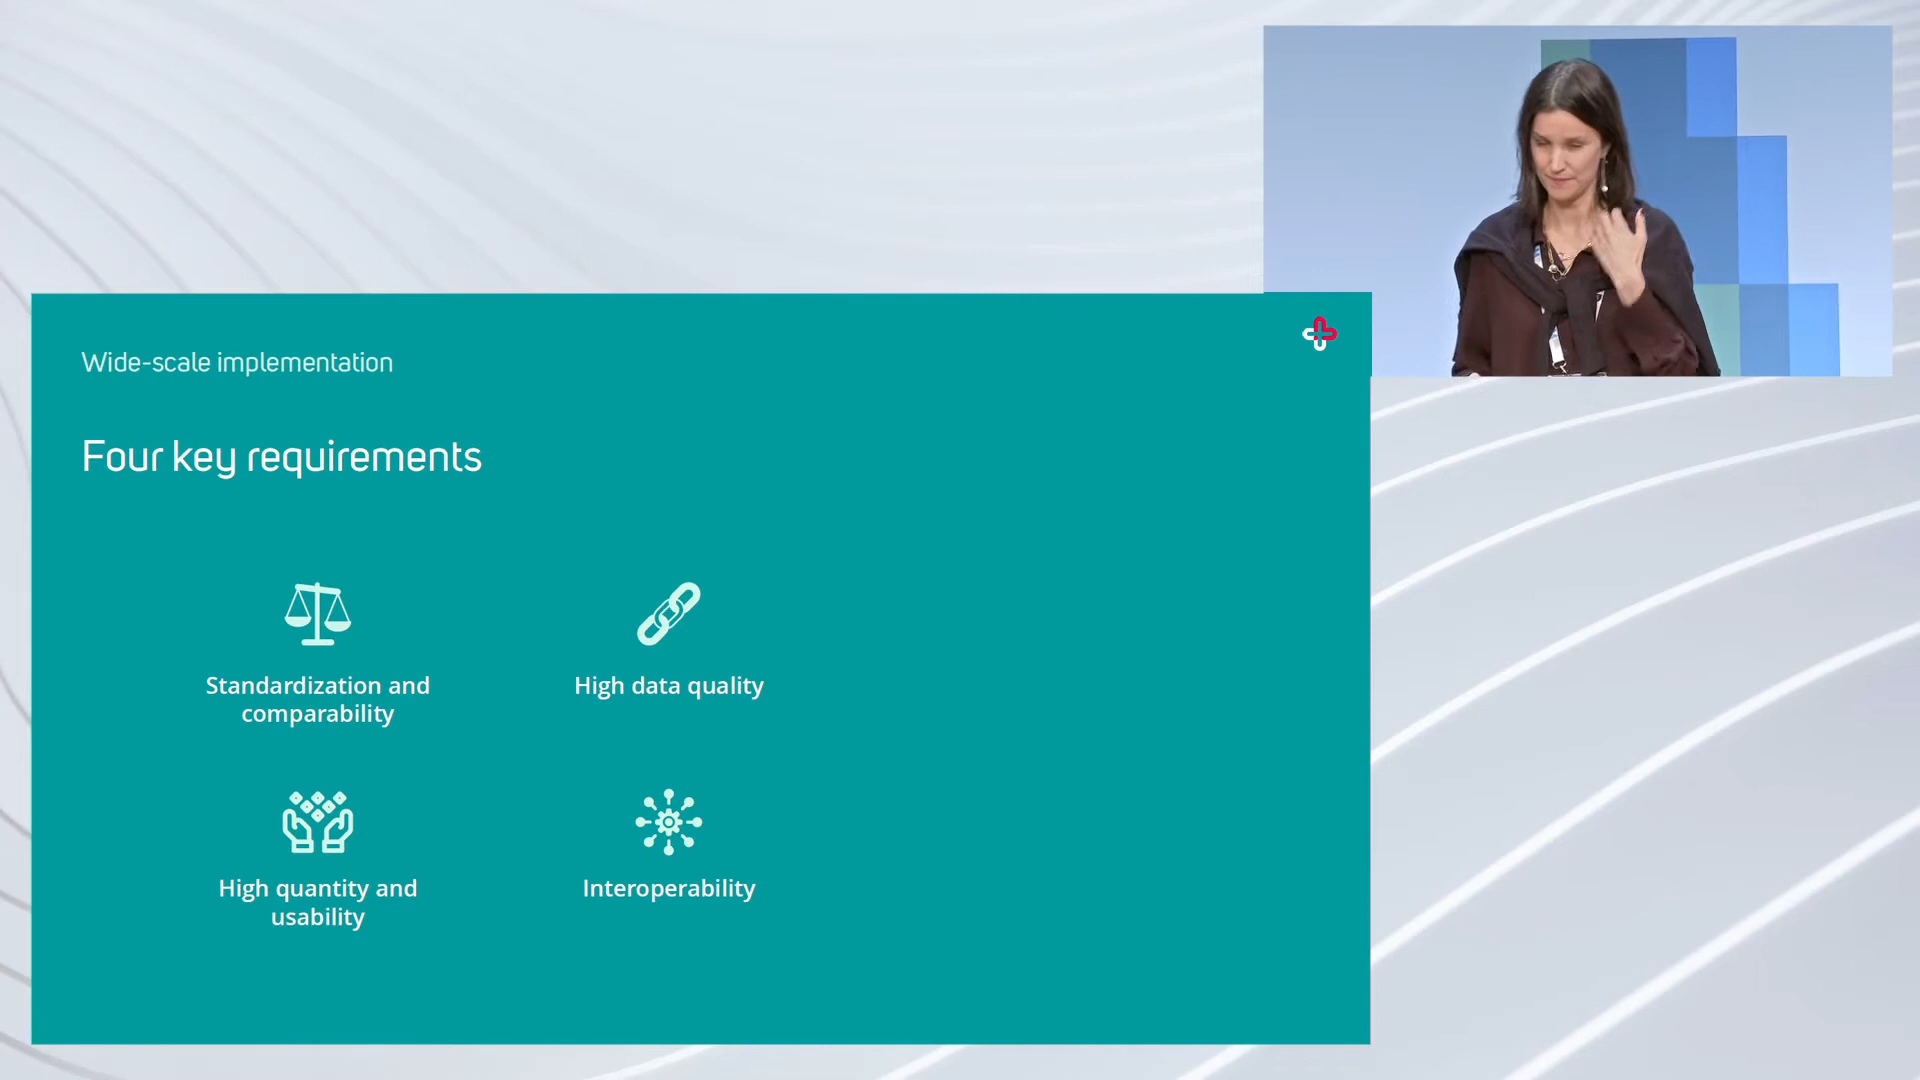 Wide-scale implementation
Four key requirements
Standardization and
comparability
High data quality
High quantity and
usability
Interoperability